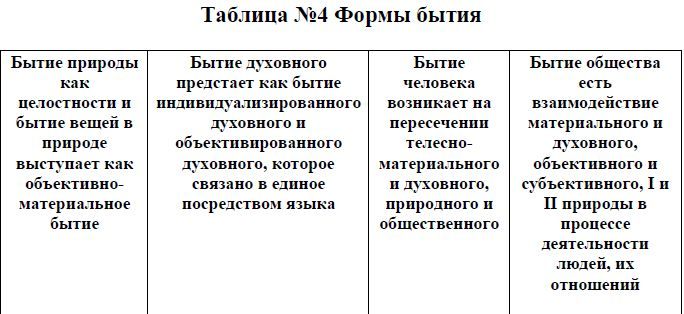 Таблица №4 Формы бытия
Бытие природы
как
целостности и
бытие вещей в
природе
выступает как
объективно-
материальное
бытие
Бытие духовного
предстает как бытие
индивидуализированного
духовного и
объективированного
духовного, которое
связано в единое
посредством языка
Бытие
человека
возникает на
пересечении
телесно-
материального
и духовного,
природного и
общественного
Бытие общества
есть
взаимодействие
материального и
духовного,
объективного и
субъективного, I и
II природы в
процессе
деятельности
людей, их
отношений